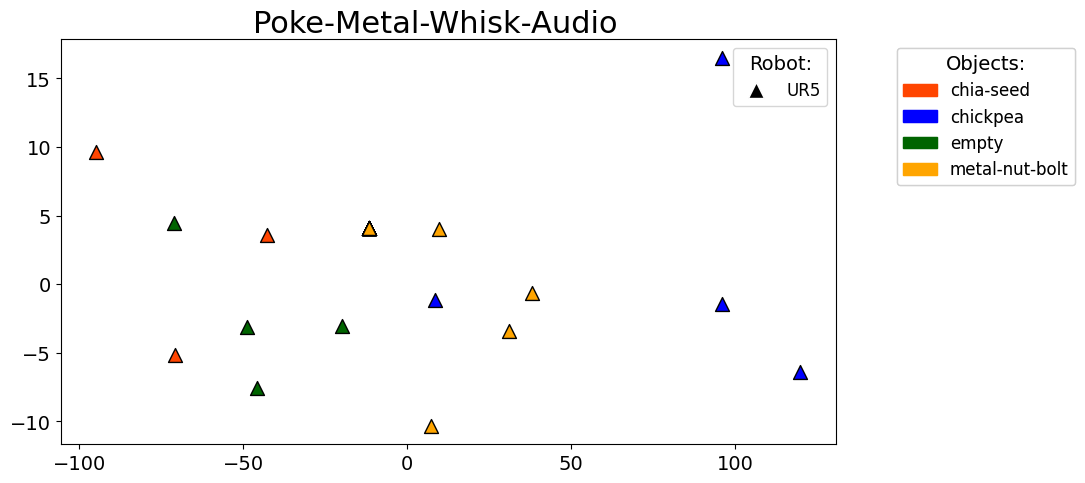 Poke-Metal-Whisk-Audio
15
10
5
0
−5
−10
−100
−50
0
50
100
Robot:
UR5
Objects:
chia-seed
chickpea
empty
metal-nut-bolt